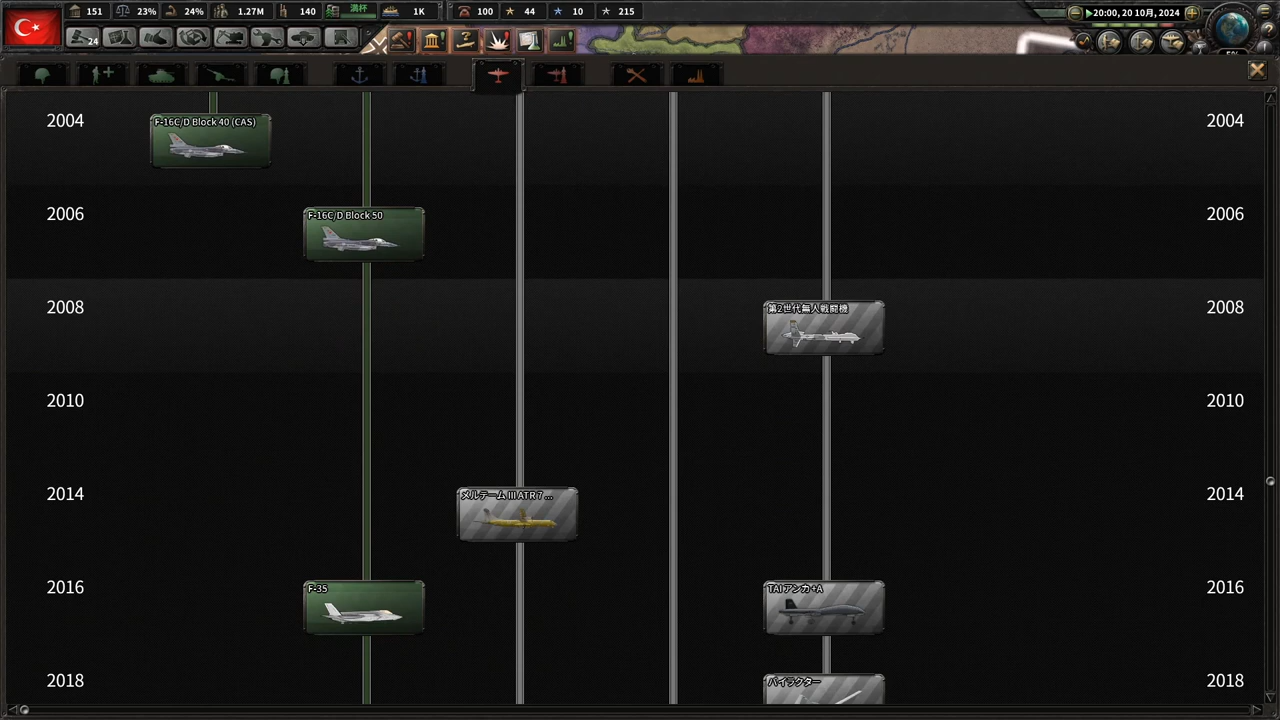 151 23% 24% 1.27M 140 満杯 1K 100 44 10 215 20:00, 20 10月, 2024
24
5%
2004 F-16C/D Block 40 (CAS) 2004
2006 F-16C/D Block 50 2006
2008 第2世代無人戦闘機 2008
2010 2010
2014 メルテーム III ATR 7 ... 2014
2016 F-35 TAI アンカ +A 2016
2018 バイラクター 2018